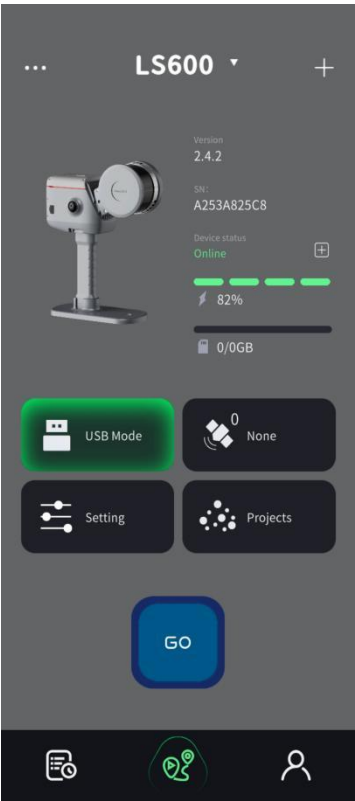 LS600
Version
2.4.2
SN:
A253A825C8
Device status
Online
82%
0/0GB
USB Mode
0
None
Setting
Projects
GO